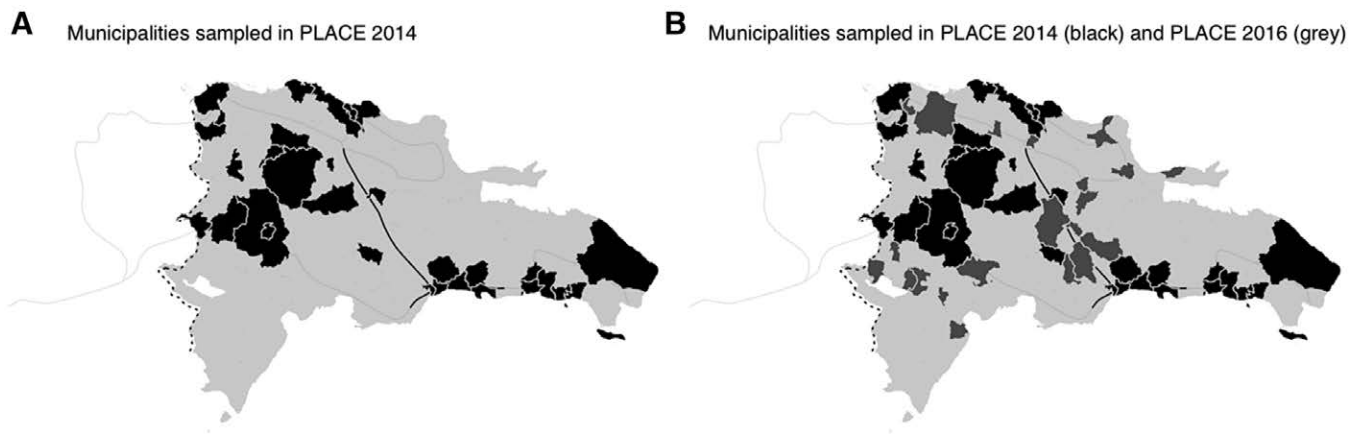 A Municipalities sampled in PLACE 2014
B Municipalities sampled in PLACE 2014 (black) and PLACE 2016 (grey)